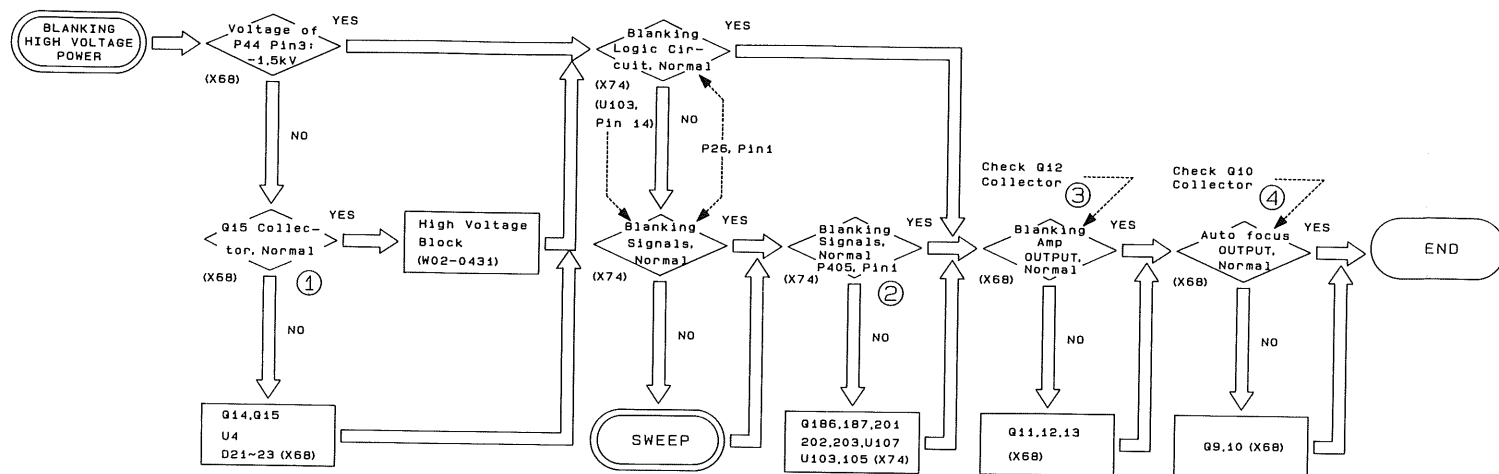 BLANKING
HIGH VOLTAGE
POWER
Voltage of
P44 Pin3:
-1,5kV
YES
(X68)
NO
Q15 Collec-
tor, Normal
YES
(X68)
①
NO
Q14,Q15
U4
D21~23 (X68)
High Voltage
Block
(W02-0431)
Blanking
Logic Cir-
cuit, Normal
YES
(X74)
(U103,
Pin 14)
NO
P26, Pin1
Blanking
Signals,
Normal
YES
(X74)
NO
SWEEP
Blanking
Signals,
Normal
P405, Pin1
YES
(X74)
②
NO
Q186,187,201
202,203,U107
U103,105 (X74)
Check Q12
Collector
③
Blanking
Amp
OUTPUT,
Normal
YES
(X68)
NO
Q11,12,13
(X68)
Check Q10
Collector
④
Auto focus
OUTPUT,
Normal
YES
(X68)
NO
Q9,10 (X68)
END